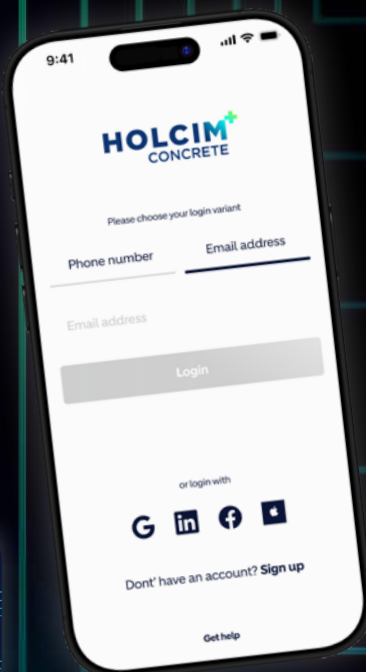 9:41
HOLCIM+
CONCRETE
Please choose your login variant
Phone number
Email address
Email address
Login
or login with
G in f
Dont' have an account? Sign up
Get help